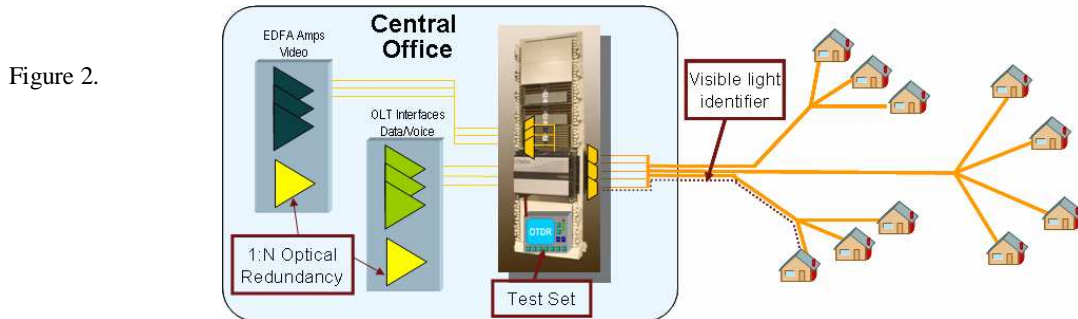 Figure 2.
Central
Office
EDFA Amps
Video
OLT Interfaces
Data/Voice
1:N Optical
Redundancy
OTDR
Test Set
Visible light
identifier